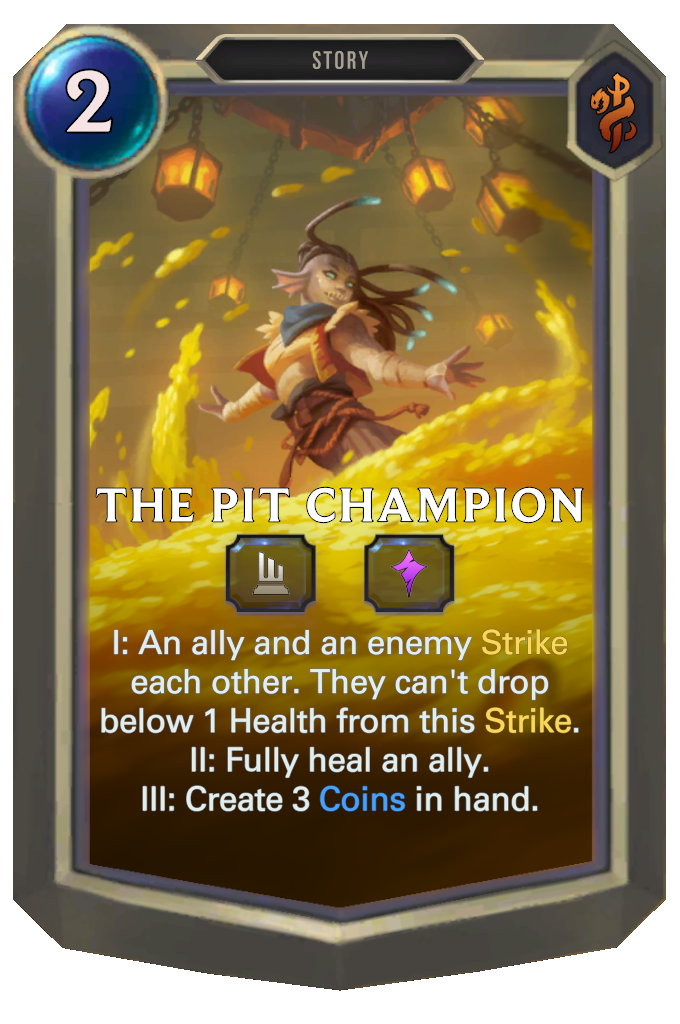 STORY
2
THE PIT CHAMPION
I: An ally and an enemy Strike
each other. They can't drop
below 1 Health from this Strike.
II: Fully heal an ally.
III: Create 3 Coins in hand.